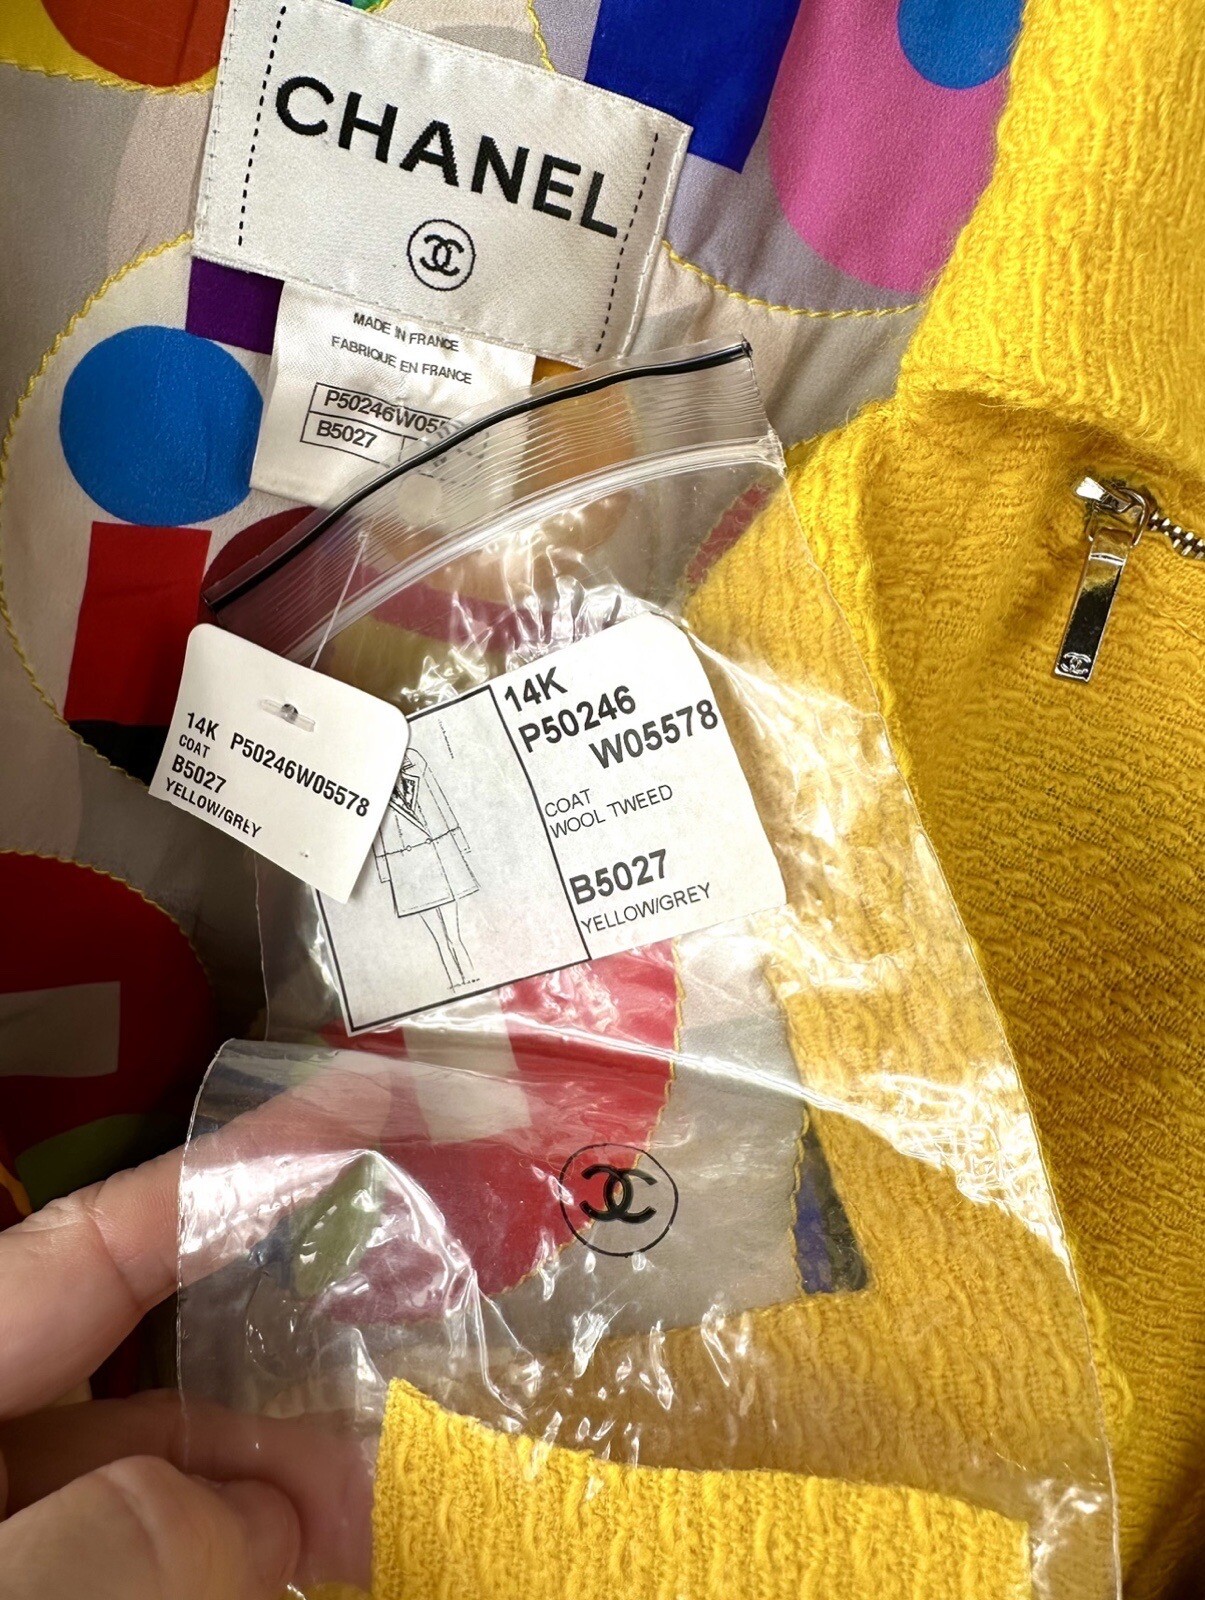 CHANEL
MADE IN FRANCE
FABRIQUE EN FRANCE
P50246W055
B5027
14K P50246W05578
COAT
B5027
YELLOW/GREY
14K
P50246
W05578
COAT
WOOL TWEED
B5027
YELLOW/GREY